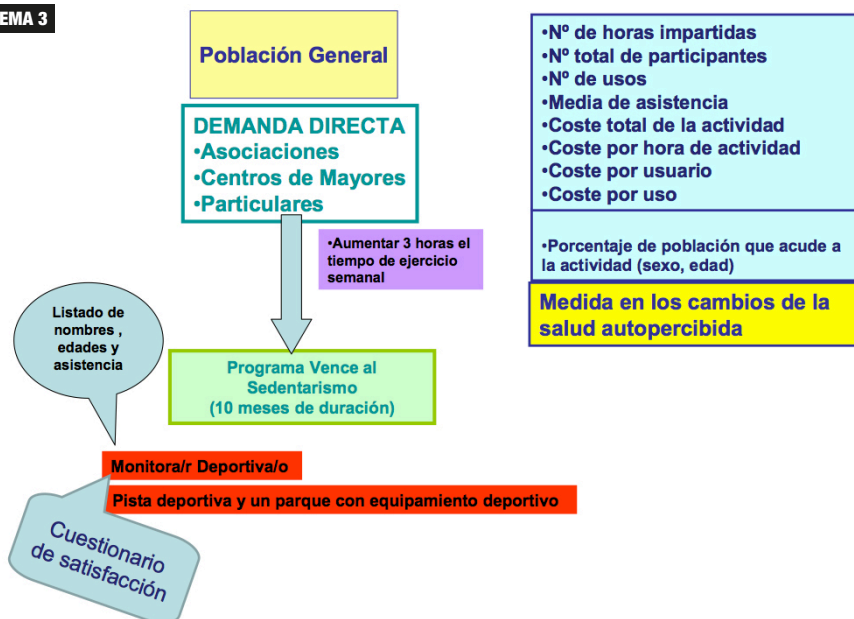 EMA 3
Población General
DEMANDA DIRECTA
•Asociaciones
•Centros de Mayores
•Particulares
•Aumentar 3 horas el
tiempo de ejercicio
semanal
Listado de
nombres ,
edades y
asistencia
Programa Vence al
Sedentarismo
(10 meses de duración)
Monitora/r Deportiva/o
Pista deportiva y un parque con equipamiento deportivo
Cuestionario
de satisfacción
•Nº de horas impartidas
•Nº total de participantes
•Nº de usos
•Media de asistencia
•Coste total de la actividad
•Coste por hora de actividad
•Coste por usuario
•Coste por uso
•Porcentaje de población que acude a
la actividad (sexo, edad)
Medida en los cambios de la
salud autopercibida